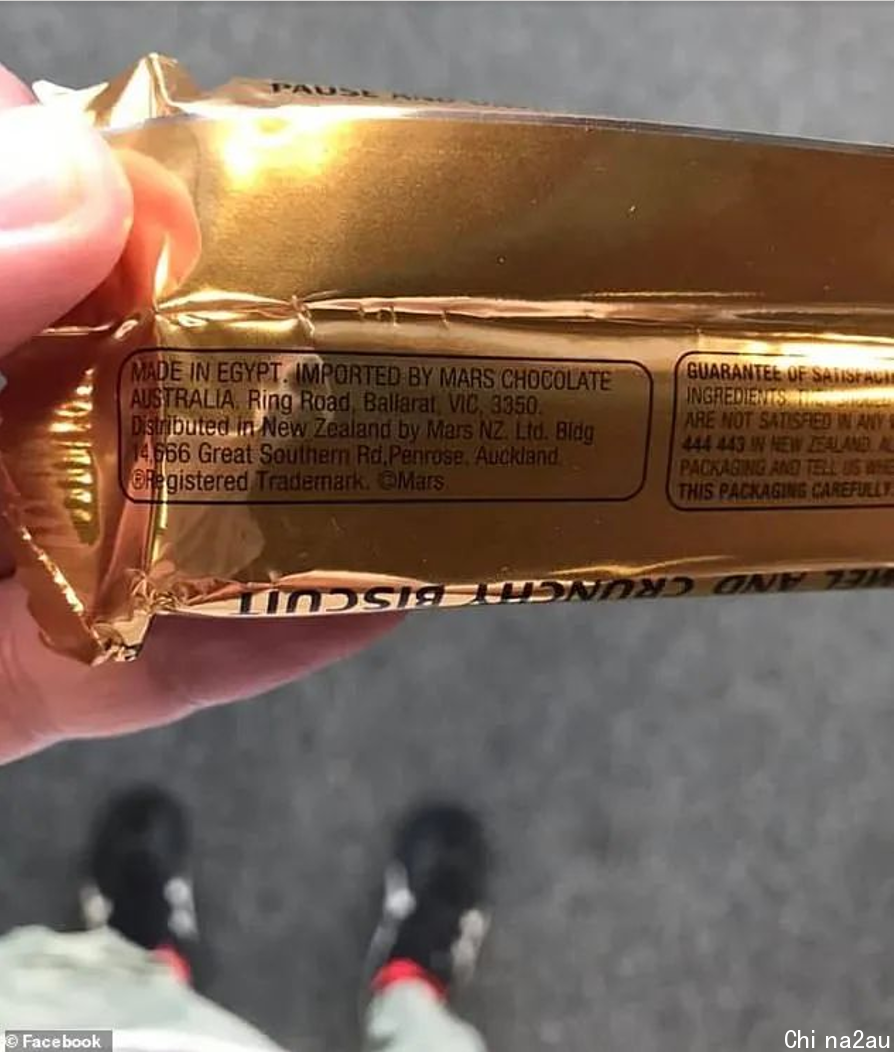 PAUSE AND
MADE IN EGYPT. IMPORTED BY MARS CHOCOLATE
AUSTRALIA. Ring Road, Ballarat, VIC, 3350.
Distributed in New Zealand by Mars NZ. Ltd. Bldg
14,666 Great Southern Rd,Penrose, Auckland.
®Registered Trademark. ©Mars
GUARANTEE OF SATISFACT
INGREDIENTS.
ARE NOT SATISFIED IN ANY
444 443 IN NEW ZEALAND.
PACKAGING AND TELL US
THIS PACKAGING CAREFULLY
MEL AND CRUNCHY BISCUIT
© Facebook
Chi na2au